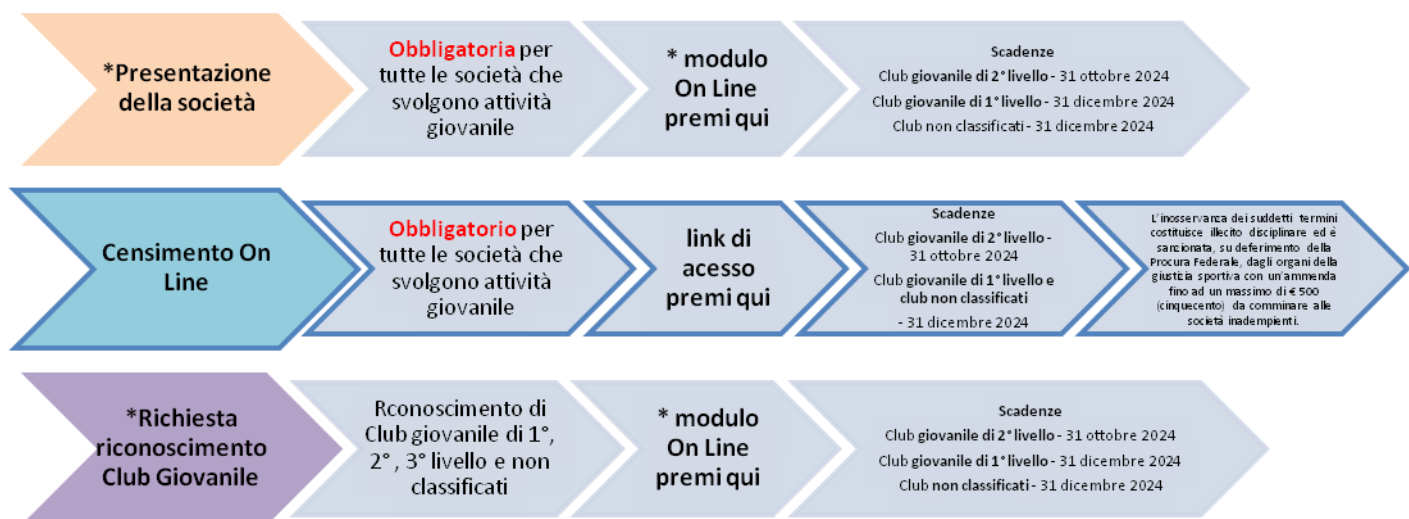 *Presentazione
della società
Obbligatoria per
tutte le società che
svolgono attività
giovanile
* modulo
On Line
premi qui
Scadenze
Club giovanile di 2° livello - 31 ottobre 2024
Club giovanile di 1° livello - 31 dicembre 2024
Club non classificati - 31 dicembre 2024
Censimento On
Line
Obbligatorio per
tutte le società che
svolgono attività
giovanile
link di
acesso
premi qui
Scadenze
Club giovanile di 2° livello -
31 ottobre 2024
Club giovanile di 1° livello e
club non classificati
- 31 dicembre 2024
L'inosservanza dei suddetti termini
costituisce illecito disciplinare ed è
sanzionata, su deferimento della
Procura Federale, dagli organi della
giustizia sportiva con un'ammenda
fino ad un massimo di € 500
(cinquecento) da comminare alle
società inadempienti.
*Richiesta
riconoscimento
Club Giovanile
Rconoscimento di
Club giovanile di 1°,
2° , 3° livello e non
classificati
* modulo
On Line
premi qui
Scadenze
Club giovanile di 2° livello - 31 ottobre 2024
Club giovanile di 1° livello - 31 dicembre 2024
Club non classificati - 31 dicembre 2024